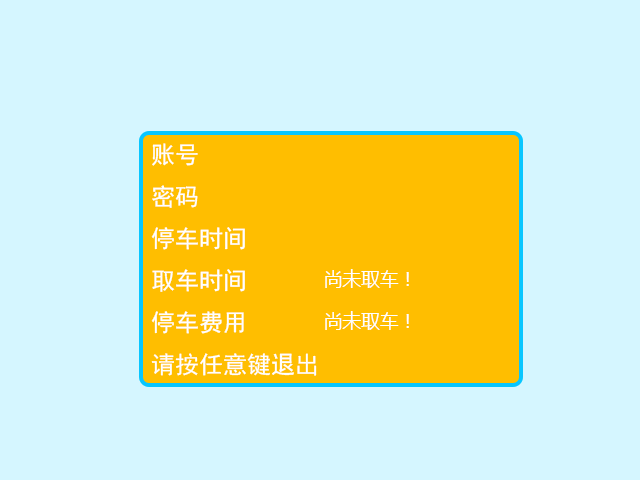 账号
密码
停车时间
取车时间 尚未取车！
停车费用 尚未取车！
请按任意键退出